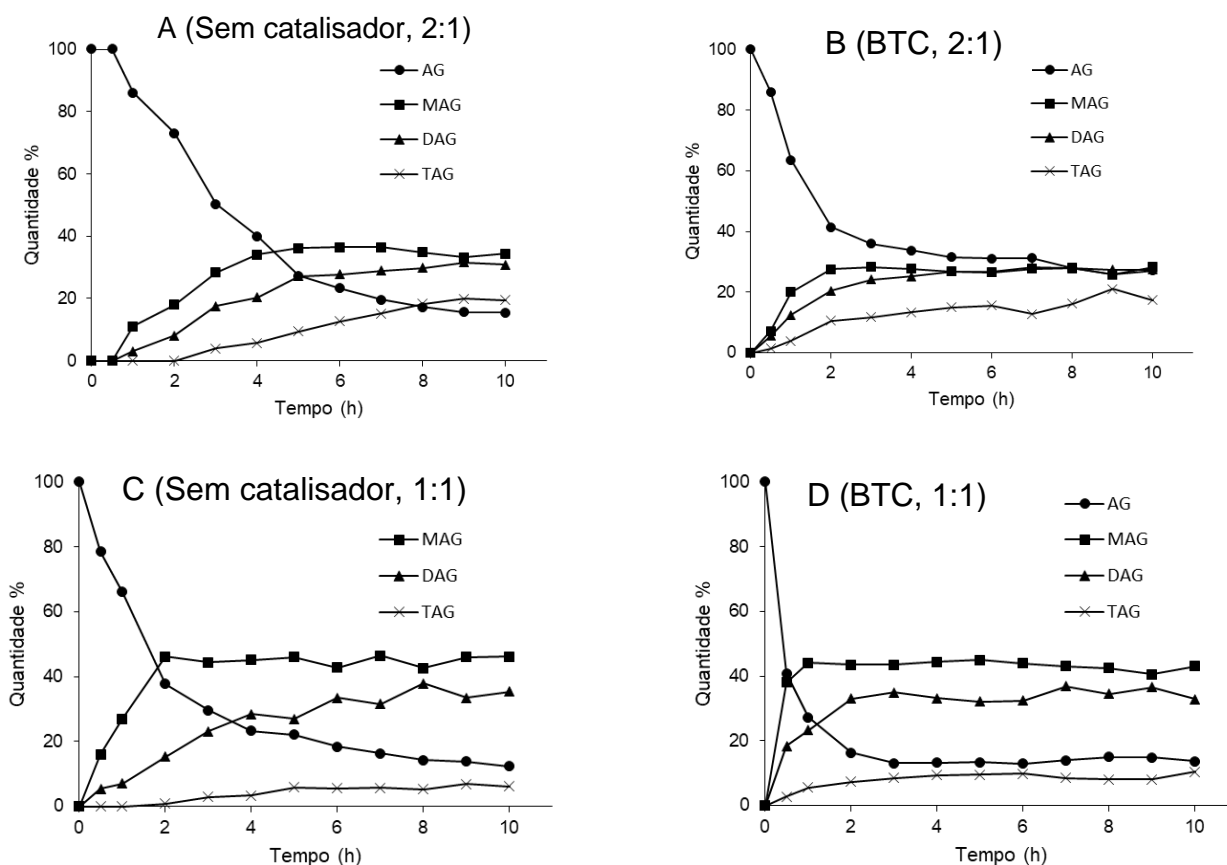 A (Sem catalisador, 2:1)
100
80
60
40
20
0
Quantidade %
AG
MAG
DAG
TAG
0 2 4 6 8 10
Tempo (h)
B (BTC, 2:1)
100
80
60
40
20
0
Quantidade %
AG
MAG
DAG
TAG
0 2 4 6 8 10
Tempo (h)
C (Sem catalisador, 1:1)
100
80
60
40
20
0
Quantidade %
MAG
DAG
TAG
0 2 4 6 8 10
Tempo (h)
D (BTC, 1:1)
100
80
60
40
20
0
Quantidade %
AG
MAG
DAG
TAG
0 2 4 6 8 10
Tempo (h)